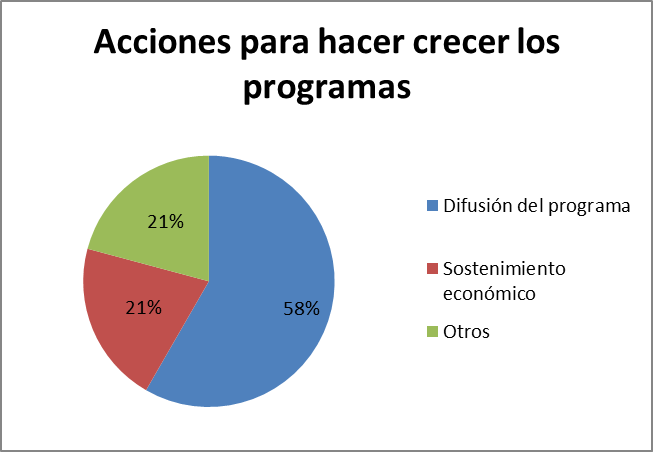 Acciones para hacer crecer los
programas
21%
21%
58%
Difusión del programa
Sostenimiento
económico
Otros